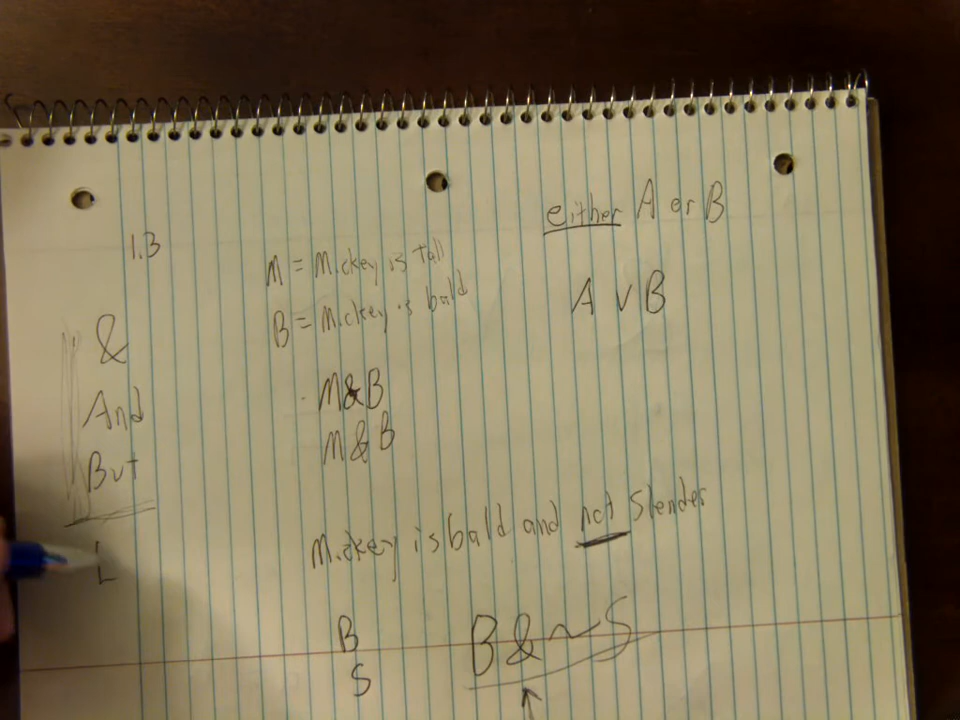 1.3
&
And
But
L
M = Mickey is tall
B = Mickey is bald
M&B
M&B
either A or B
A v B
Mickey is bald and not Slender
B
S
B&~S